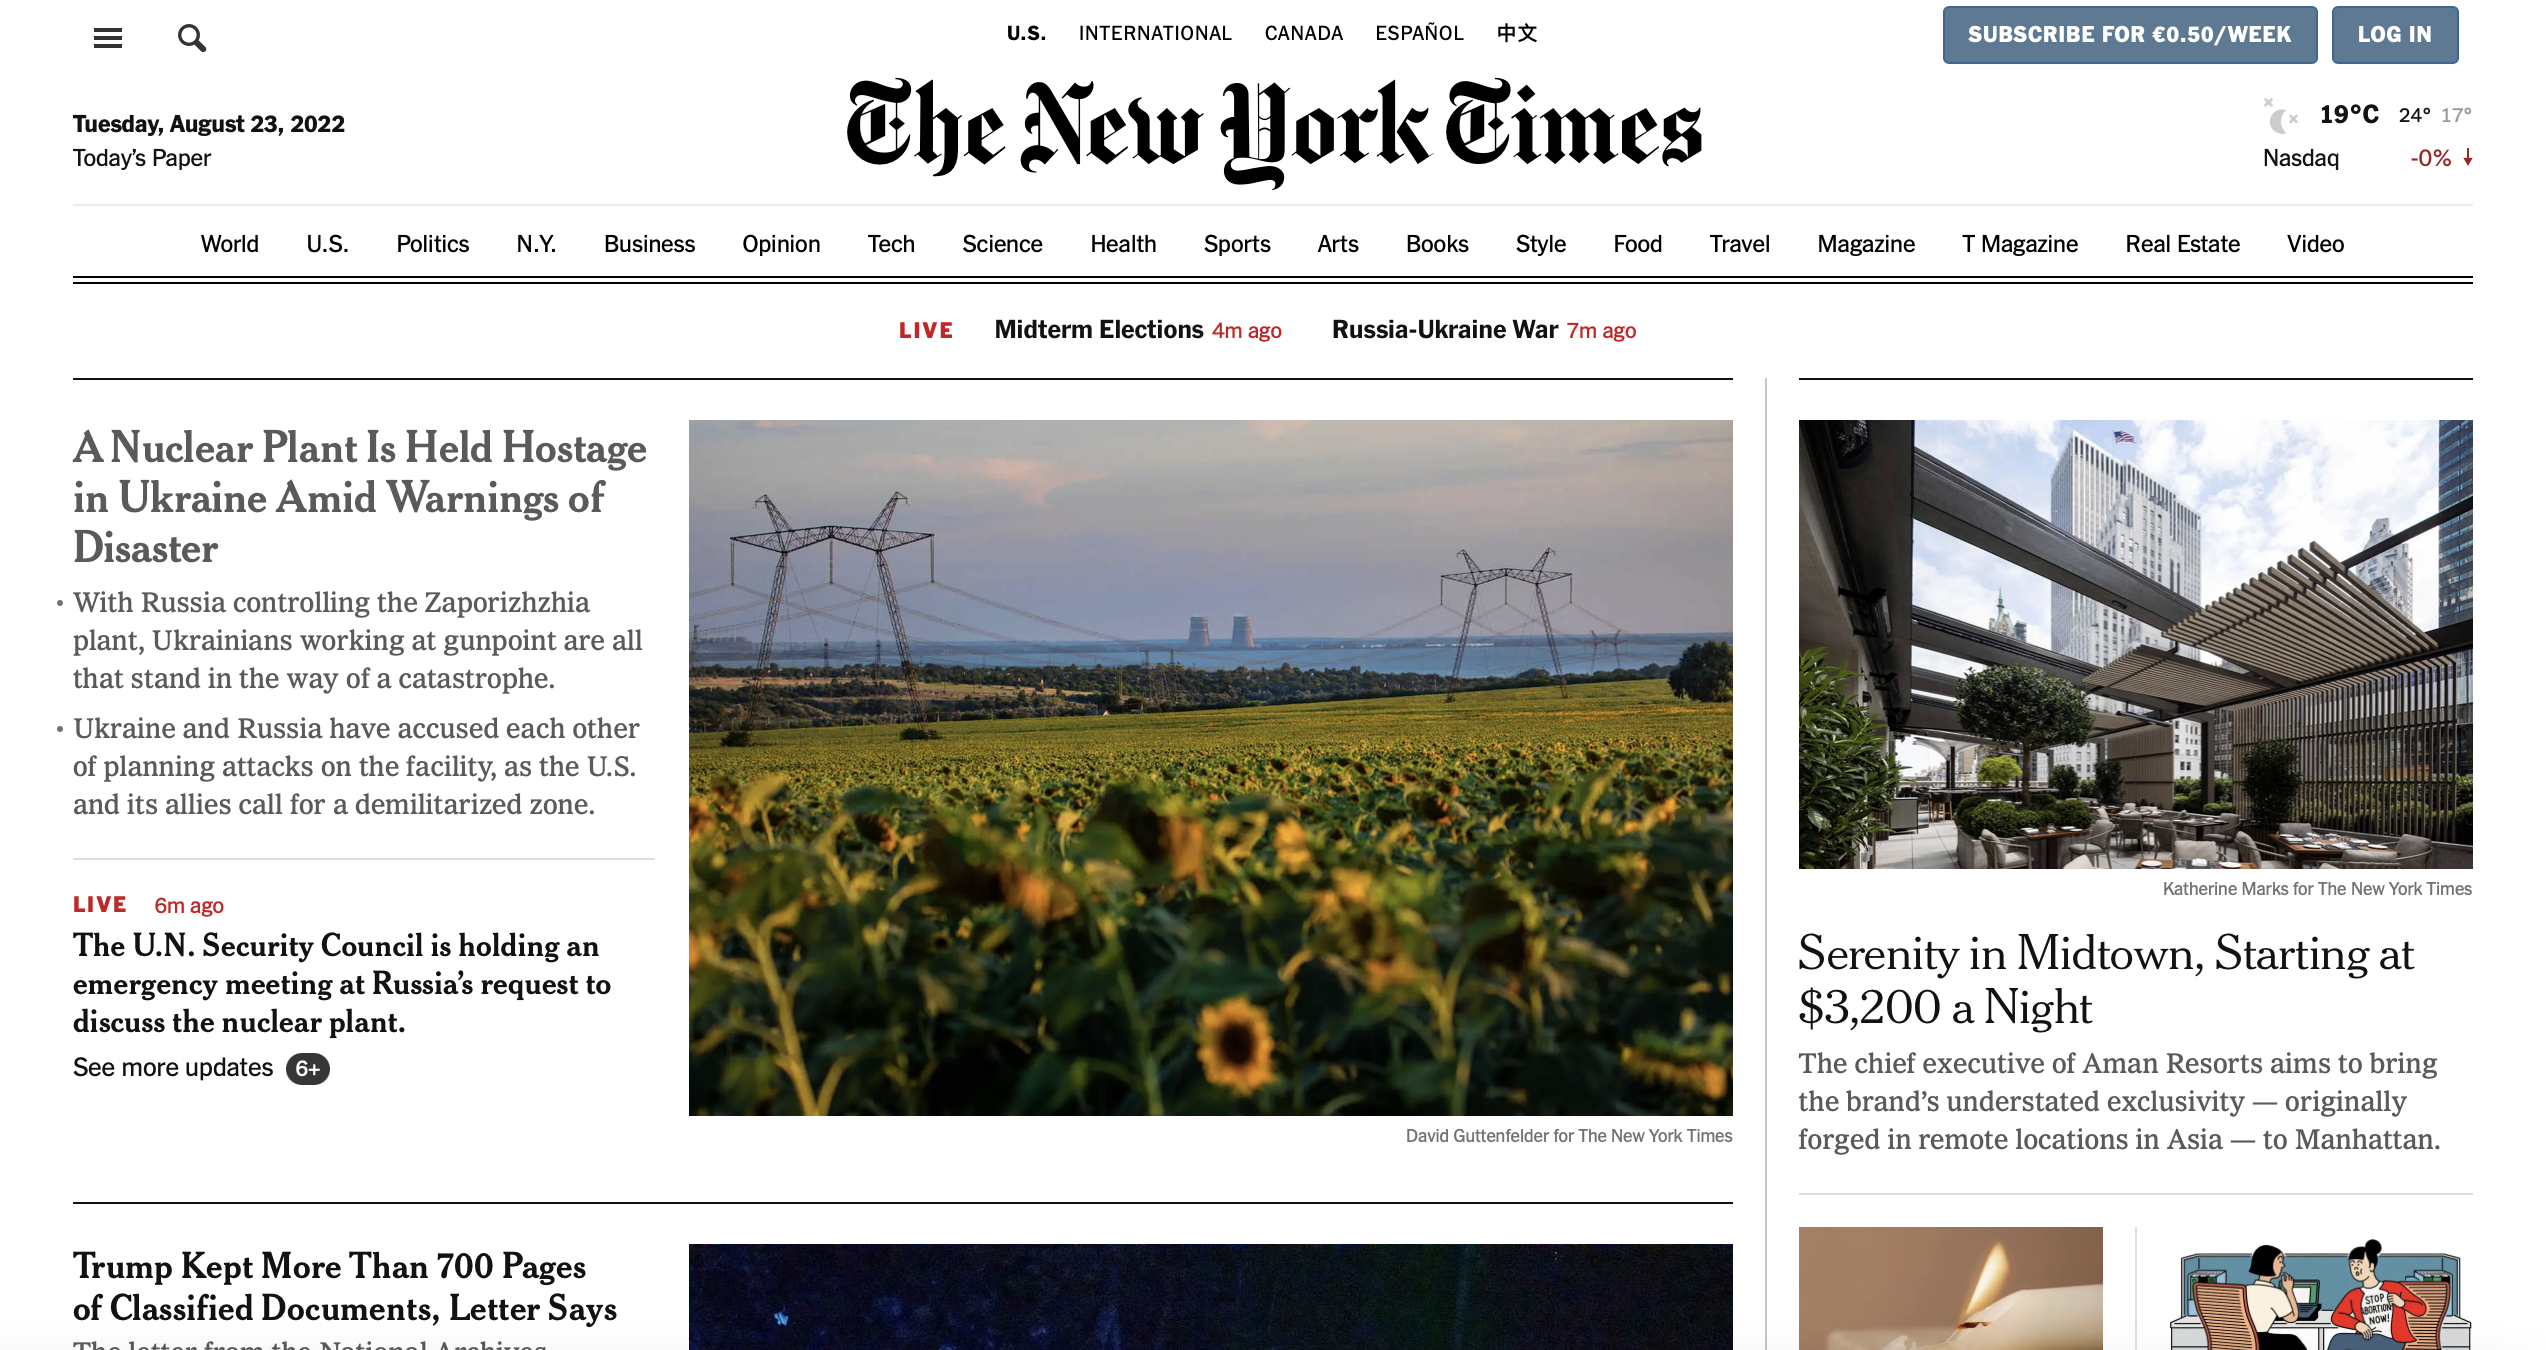 U.S. INTERNATIONAL CANADA ESPAÑOL 中文
SUBSCRIBE FOR €0.50/WEEK LOG IN
Tuesday, August 23, 2022
Today's Paper
The New York Times
19°C 24° 17°
Nasdaq -0% ↓
World U.S. Politics N.Y. Business Opinion Tech Science Health Sports Arts Books Style Food Travel Magazine T Magazine Real Estate Video
LIVE Midterm Elections 4m ago Russia-Ukraine War 7m ago
A Nuclear Plant Is Held Hostage
in Ukraine Amid Warnings of
Disaster
• With Russia controlling the Zaporizhzhia
plant, Ukrainians working at gunpoint are all
that stand in the way of a catastrophe.
• Ukraine and Russia have accused each other
of planning attacks on the facility, as the U.S.
and its allies call for a demilitarized zone.
LIVE 6m ago
The U.N. Security Council is holding an
emergency meeting at Russia's request to
discuss the nuclear plant.
See more updates 6+
David Guttenfelder for The New York Times
Trump Kept More Than 700 Pages
of Classified Documents, Letter Says
The letter from the National Archives
Katherine Marks for The New York Times
Serenity in Midtown, Starting at
$3,200 a Night
The chief executive of Aman Resorts aims to bring
the brand's understated exclusivity — originally
forged in remote locations in Asia — to Manhattan.
STOP
ABORTION
NOW!